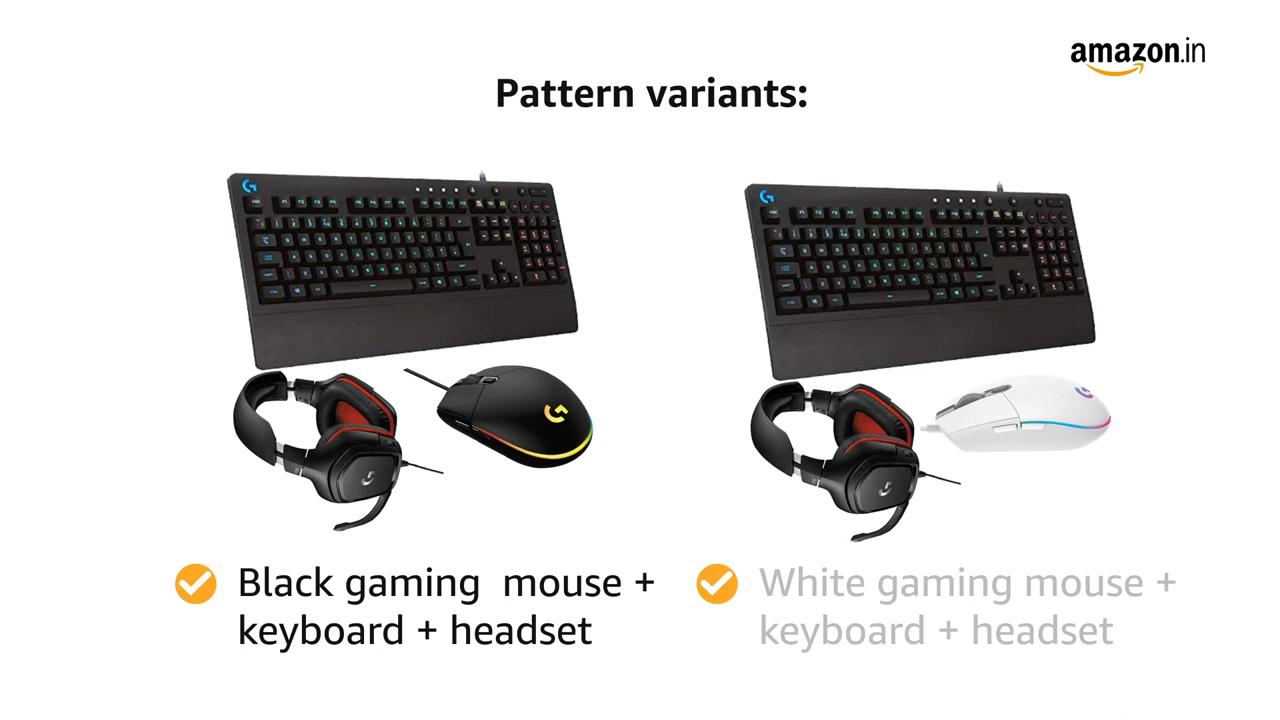 amazon.in
Pattern variants:
Black gaming mouse +
keyboard + headset
White gaming mouse +
keyboard + headset